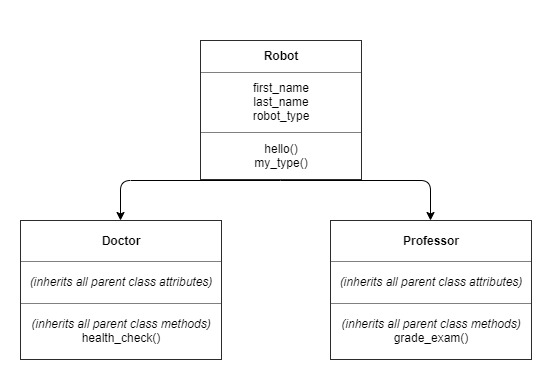 Robot
first_name
last_name
robot_type
hello()
my_type()
Doctor
(inherits all parent class attributes)
(inherits all parent class methods)
health_check()
Professor
(inherits all parent class attributes)
(inherits all parent class methods)
grade_exam()